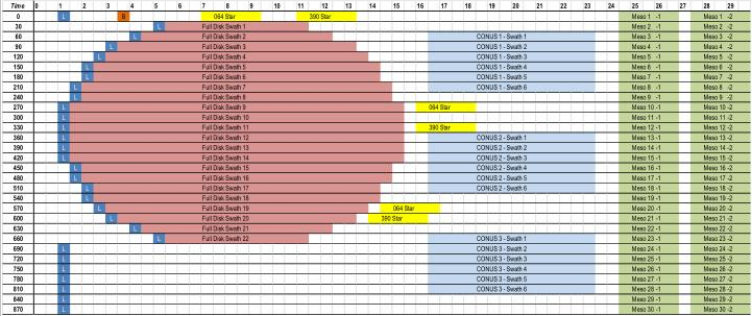 Time 0 1 2 3 4 5 6 7 8 9 10 11 12 13 14 15 16 17 18 19 20 21 22 23 24 25 26 27 28 29
0 L B 064 Star 390 Star Meso 1 -1 Meso 1 -2
30 L Full Disk Swath 1 Meso 2 -1 Meso 2 -2
60 L Full Disk Swath 2 CONUS 1 - Swath 1 Meso 3 -1 Meso 3 -2
90 L Full Disk Swath 3 CONUS 1 - Swath 2 Meso 4 -1 Meso 4 -2
120 L Full Disk Swath 4 CONUS 1 - Swath 3 Meso 5 -1 Meso 5 -2
150 L Full Disk Swath 5 CONUS 1 - Swath 4 Meso 6 -1 Meso 6 -2
180 L Full Disk Swath 6 CONUS 1 - Swath 5 Meso 7 -1 Meso 7 -2
210 L Full Disk Swath 7 CONUS 1 - Swath 6 Meso 8 -1 Meso 8 -2
240 L Full Disk Swath 8 Meso 9 -1 Meso 9 -2
270 L Full Disk Swath 9 064 Star Meso 10 -1 Meso 10 -2
300 L Full Disk Swath 10 Meso 11 -1 Meso 11 -2
330 L Full Disk Swath 11 390 Star Meso 12 -1 Meso 12 -2
360 L Full Disk Swath 12 CONUS 2 - Swath 1 Meso 13 -1 Meso 13 -2
390 L Full Disk Swath 13 CONUS 2 - Swath 2 Meso 14 -1 Meso 14 -2
420 L Full Disk Swath 14 CONUS 2 - Swath 3 Meso 15 -1 Meso 15 -2
450 L Full Disk Swath 15 CONUS 2 - Swath 4 Meso 16 -1 Meso 16 -2
480 L Full Disk Swath 16 CONUS 2 - Swath 5 Meso 17 -1 Meso 17 -2
510 L Full Disk Swath 17 CONUS 2 - Swath 6 Meso 18 -1 Meso 18 -2
540 L Full Disk Swath 18 Meso 19 -1 Meso 19 -2
570 L Full Disk Swath 19 064 Star Meso 20 -1 Meso 20 -2
600 L Full Disk Swath 20 390 Star Meso 21 -1 Meso 21 -2
630 L Full Disk Swath 21 Meso 22 -1 Meso 22 -2
660 L Full Disk Swath 22 CONUS 3 - Swath 1 Meso 23 -1 Meso 23 -2
690 L CONUS 3 - Swath 2 Meso 24 -1 Meso 24 -2
720 L CONUS 3 - Swath 3 Meso 25 -1 Meso 25 -2
750 L CONUS 3 - Swath 4 Meso 26 -1 Meso 26 -2
780 L CONUS 3 - Swath 5 Meso 27 -1 Meso 27 -2
810 L CONUS 3 - Swath 6 Meso 28 -1 Meso 28 -2
840 L Meso 29 -1 Meso 29 -2
870 L Meso 30 -1 Meso 30 -2